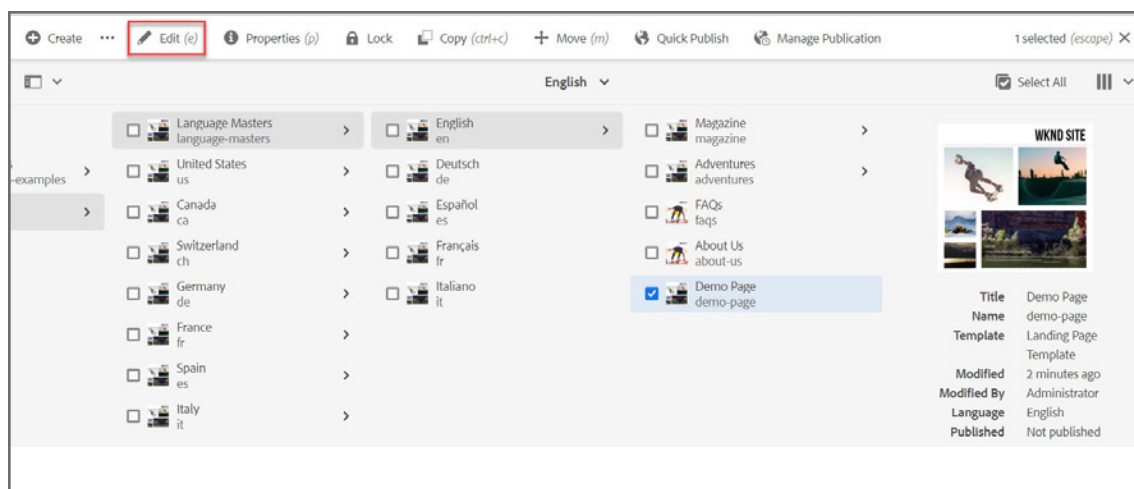 Create ··· Edit (e) Properties (p) Lock Copy (ctrl+c) Move (m) Quick Publish Manage Publication 1 selected (escape)
English Select All
-examples
Language Masters
language-masters
United States
us
Canada
ca
Switzerland
ch
Germany
de
France
fr
Spain
es
Italy
it
English
en
Deutsch
de
Español
es
Français
fr
Italiano
it
Magazine
magazine
Adventures
adventures
FAQs
faqs
About Us
about-us
Demo Page
demo-page
WKND SITE
Title Demo Page
Name demo-page
Template Landing Page
Template
Modified 2 minutes ago
Modified By Administrator
Language English
Published Not published